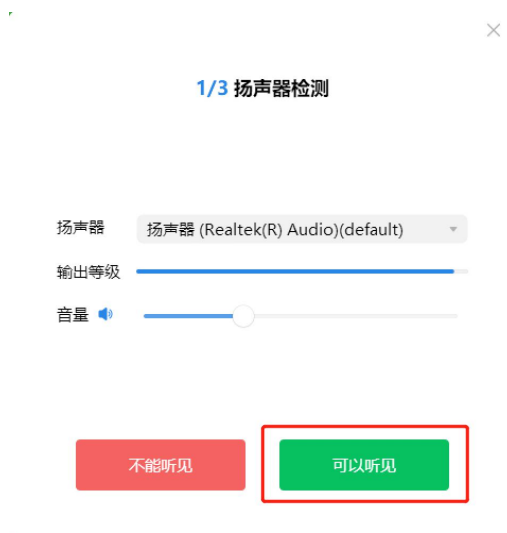 1/3 扬声器检测
扬声器 扬声器 (Realtek(R) Audio)(default)
输出等级
音量
不能听见 可以听见